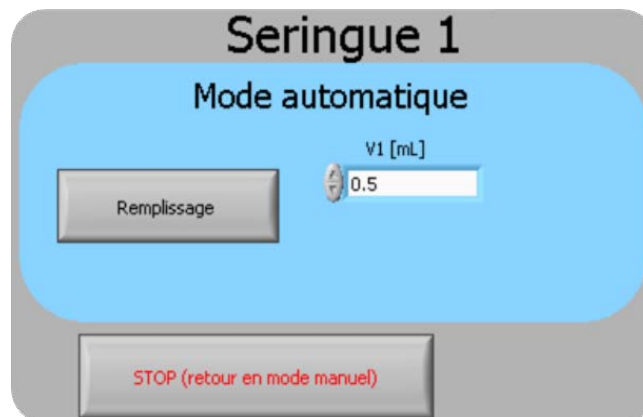 Seringue 1
Mode automatique
V1 [mL]
0.5
Remplissage
STOP (retour en mode manuel)